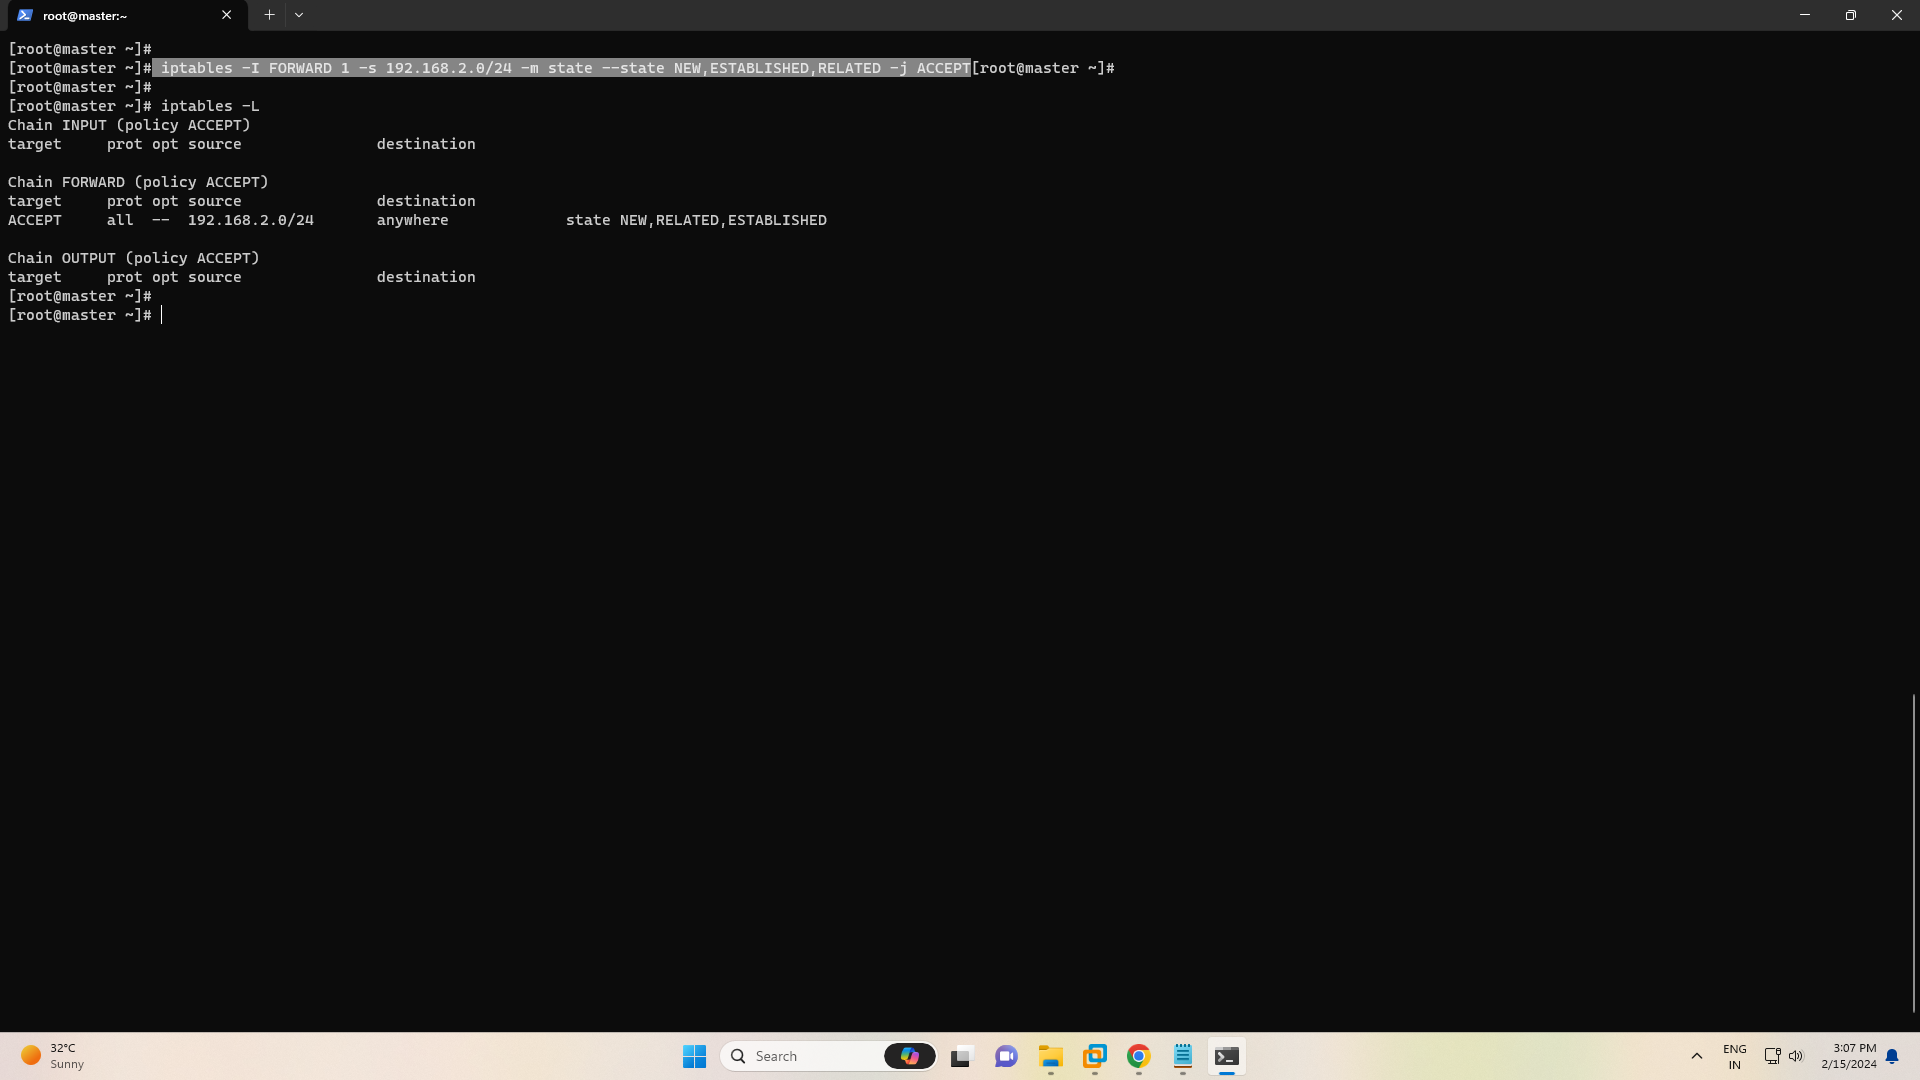 root@master:~
[root@master ~]#
[root@master ~]# iptables -I FORWARD 1 -s 192.168.2.0/24 -m state --state NEW,ESTABLISHED,RELATED -j ACCEPT[root@master ~]#
[root@master ~]#
[root@master ~]# iptables -L
Chain INPUT (policy ACCEPT)
target     prot opt source               destination
Chain FORWARD (policy ACCEPT)
target     prot opt source               destination
ACCEPT     all  --  192.168.2.0/24       anywhere             state NEW,RELATED,ESTABLISHED
Chain OUTPUT (policy ACCEPT)
target     prot opt source               destination
[root@master ~]#
[root@master ~]#
32°C
Sunny
Search
ENG
IN
3:07 PM
2/15/2024